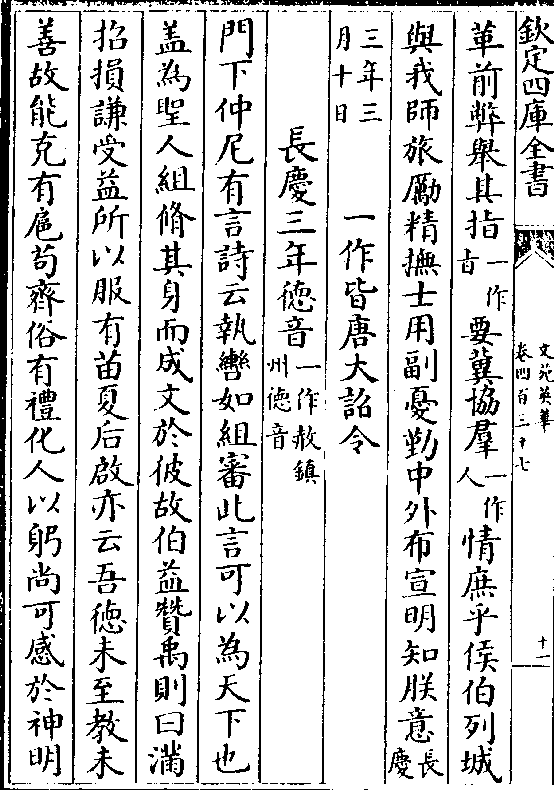 欽定四庫全書
文苑英華
卷四百三十七
十一
革前弊舉其指一作旨要冀協羣一作人情庶乎侯伯列城
與我師旅勵精撫士用副憂勤中外布宣明知朕意長慶
三年三月十日
一作皆唐大詔令
長慶三年德音一作赦鎮州德音
門下仲尼有言詩云執轡如組審此言可以為天下也
盖為聖人組脩其身而成文於彼故伯益贊禹則曰滿
招損謙受益所以服有苗夏后啟亦云吾徳未至教未
善故能克有扈苟齊俗有禮化人以躬尚可感於神明